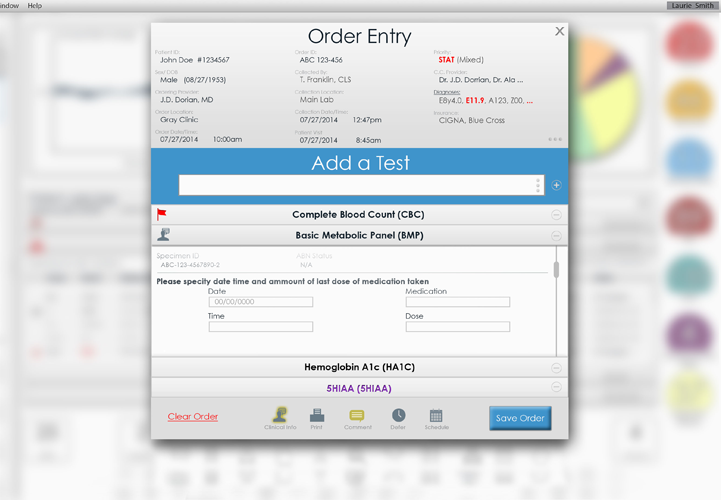 indow Help Laurie Smith
Order Entry X
Patient ID: Order ID: Priority:
John Doe #1234567 ABC 123-456 STAT (Mixed)
Sex/ DOB Collected By: C.C. Provider:
Male (08/27/1953) T. Franklin, CLS Dr. J.D. Dorrian, Dr. Ala ...
Ordering Provider: Collection Location: Diagnoses:
J.D. Dorian, MD Main Lab E8y4.0, E11.9, A123, Z00, ...
Order Location: Collection Date/Time: Insurance:
Gray Clinic 07/27/2014 12:47pm CIGNA, Blue Cross
Order Date/Time: Patient Visit
07/27/2014 10:00am 07/27/2014 8:45am
Add a Test
Complete Blood Count (CBC)
Basic Metabolic Panel (BMP)
Specimen ID ABN Status
ABC-123-4567890-2 N/A
Please specify date time and ammount of last dose of medication taken
Date Medication
00/00/0000
Time Dose
Hemoglobin A1c (HA1C)
5HIAA (5HIAA)
Clear Order Save Order
Clinical Info Print Comment Defer Schedule